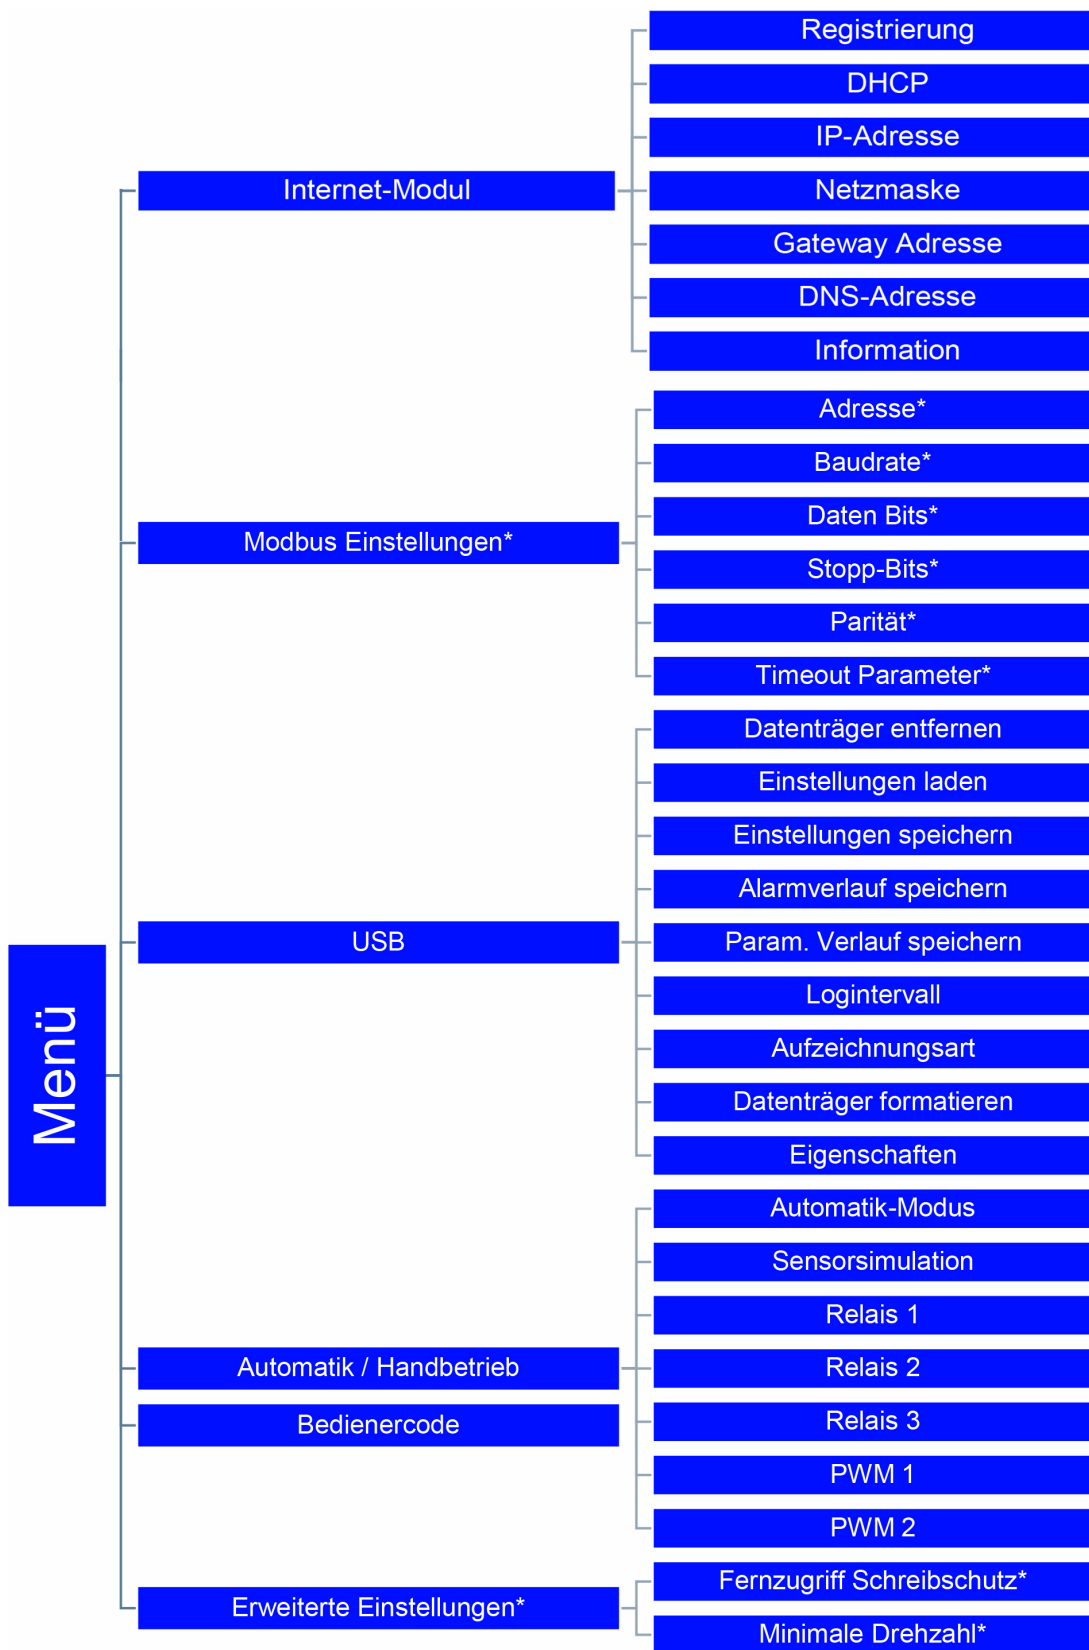 Menü
Internet-Modul
Registrierung
DHCP
IP-Adresse
Netzmaske
Gateway Adresse
DNS-Adresse
Information
Modbus Einstellungen*
Adresse*
Baudrate*
Daten Bits*
Stopp-Bits*
Parität*
Timeout Parameter*
USB
Datenträger entfernen
Einstellungen laden
Einstellungen speichern
Alarmverlauf speichern
Param. Verlauf speichern
Logintervall
Aufzeichnungsart
Datenträger formatieren
Eigenschaften
Automatik / Handbetrieb
Automatik-Modus
Sensorsimulation
Relais 1
Relais 2
Relais 3
PWM 1
PWM 2
Bedienercode
Erweiterte Einstellungen*
Fernzugriff Schreibschutz*
Minimale Drehzahl*